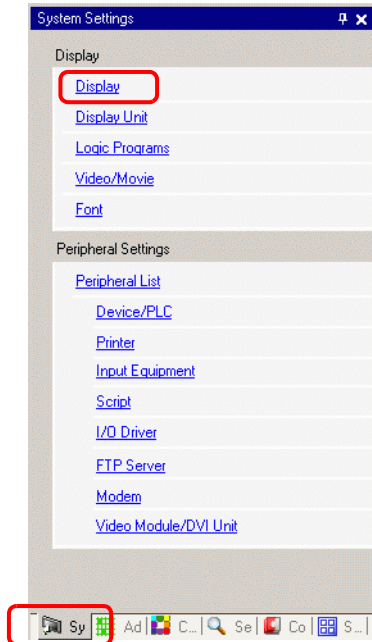 System Settings
Display
Display
Display Unit
Logic Programs
Video/Movie
Font
Peripheral Settings
Peripheral List
Device/PLC
Printer
Input Equipment
Script
I/O Driver
FTP Server
Modem
Video Module/DVI Unit
Sy Ad C... Se Co S...